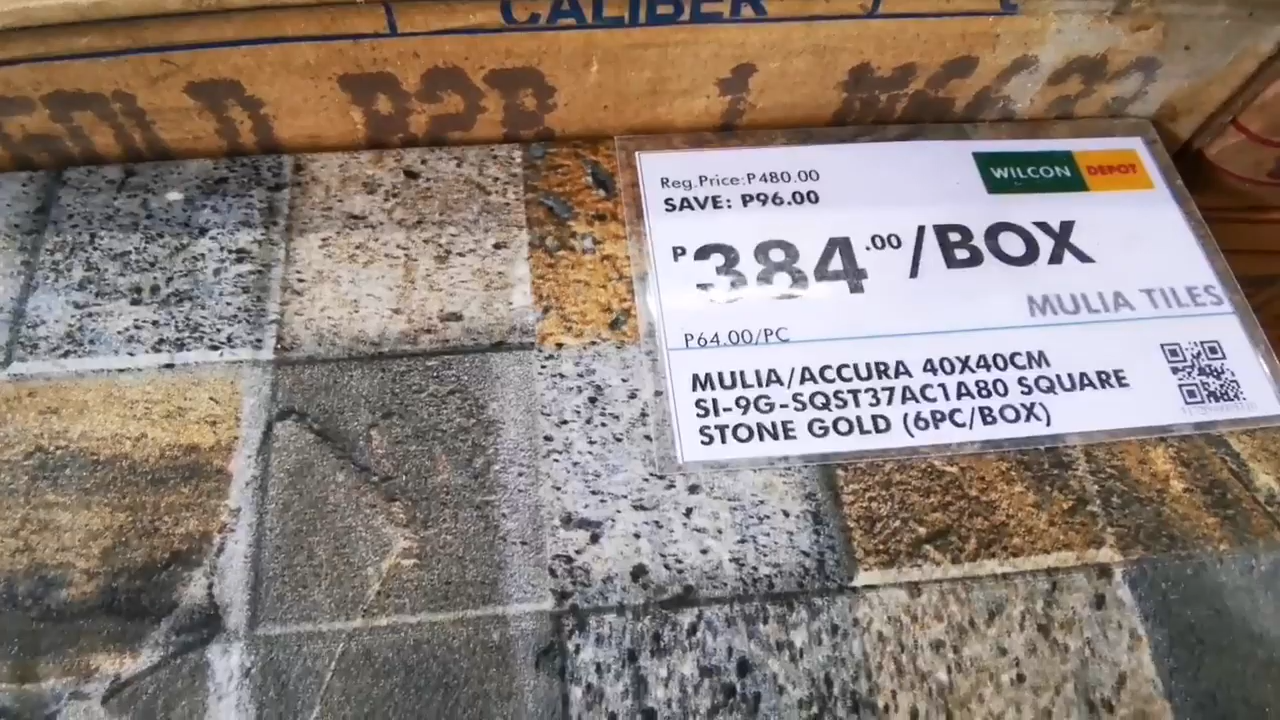 CALIBER
Reg.Price:P480.00
SAVE: P96.00
WILCON DEPOT
P384.00/BOX
MULIA TILES
P64.00/PC
MULIA/ACCURA 40X40CM
SI-9G-SQST37AC1A80 SQUARE
STONE GOLD (6PC/BOX)